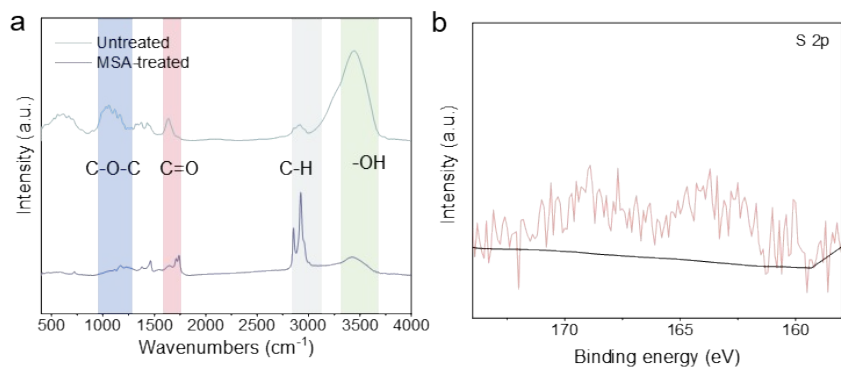 a
Untreated
MSA-treated
C-O-C
C=O
C-H
-OH
Intensity (a.u.)
500 1000 1500 2000 2500 3000 3500 4000
Wavenumbers (cm⁻¹)
b
S 2p
Intensity (a.u.)
170 165 160
Binding energy (eV)